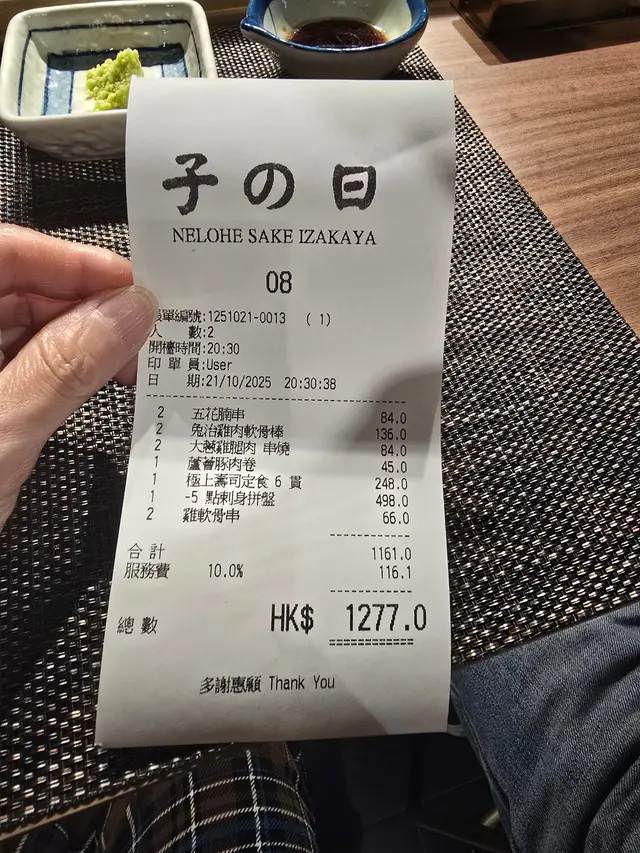 子の日
NELOHE SAKE IZAKAYA
08
單編號:1251021-0013 ( 1)
人 數:2
開檯時間:20:30
印 單 員:User
日 期:21/10/2025 20:30:38
2 五花腩串 84.0
2 兔治雞肉軟骨棒 136.0
2 大葱雞腿肉 串燒 84.0
1 蘆薈豚肉卷 45.0
1 極上壽司定食 6 貫 248.0
1 -5 點刺身拼盤 498.0
2 雞軟骨串 66.0
合 計 1161.0
服務費 10.0% 116.1
總 數 HK$ 1277.0
多謝惠顧 Thank You